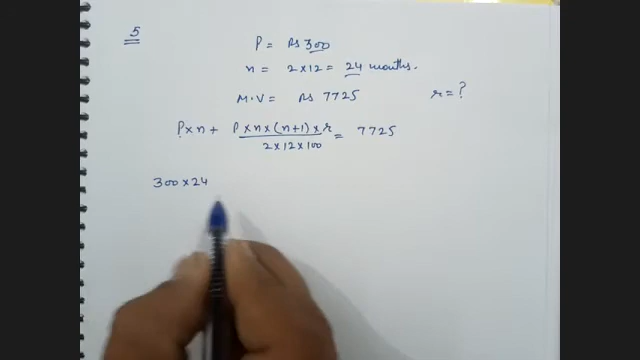 5
P = Rs 300
n = 2 x 12 = 24 months.
M.V = Rs 7725 r = ?
P x n + P x n x (n+1) x r / 2 x 12 x 100 = 7725
300 x 24